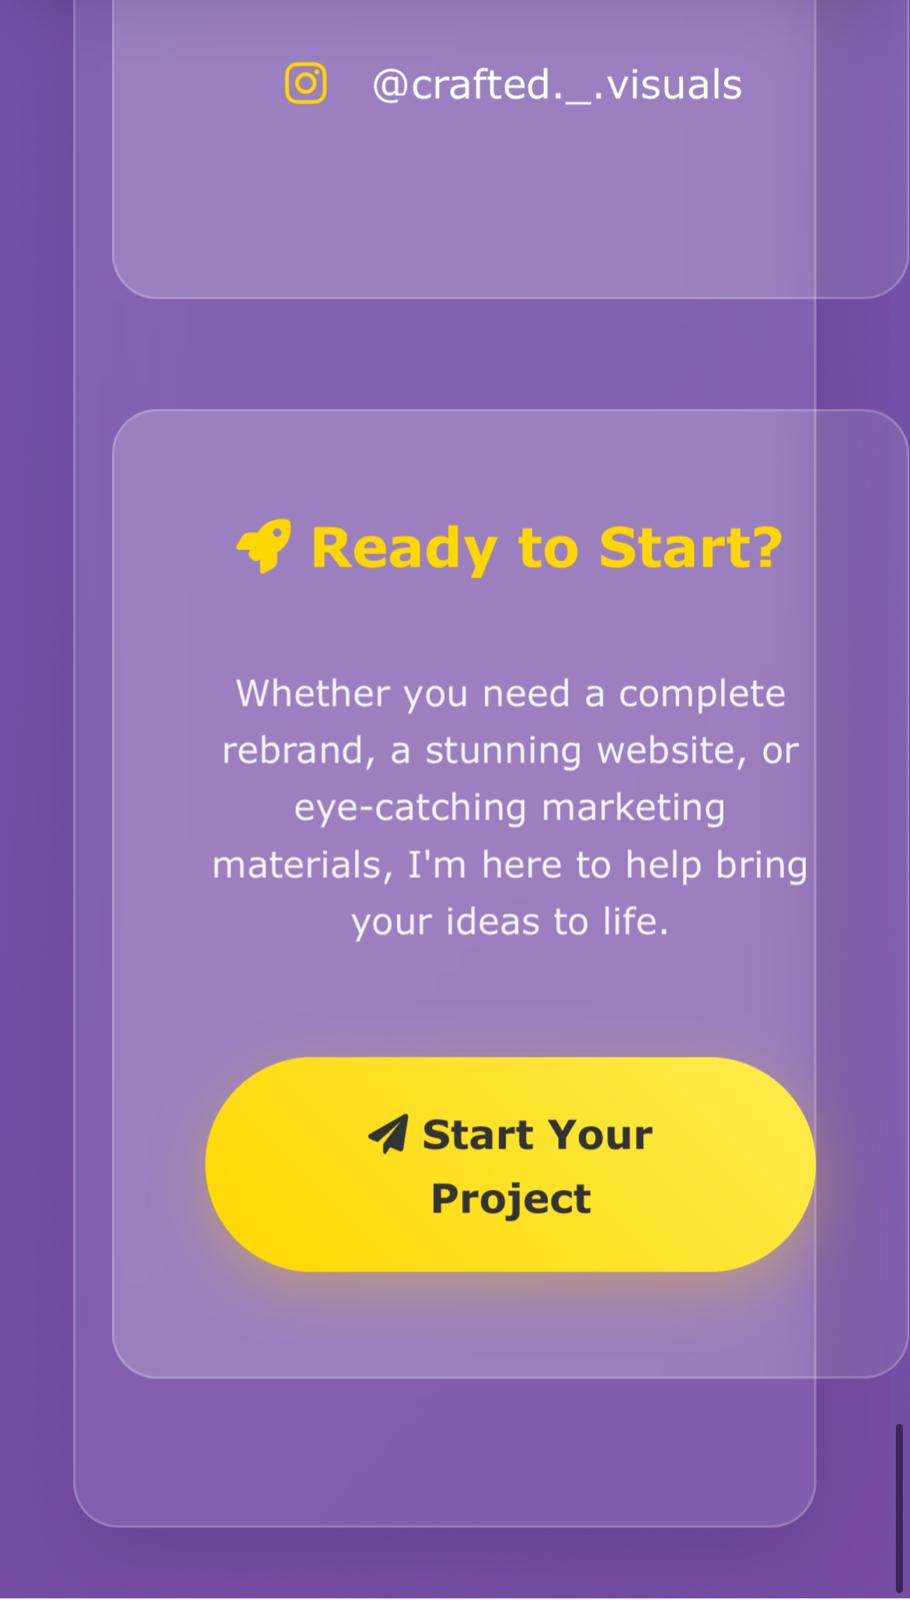 @crafted._.visuals
Ready to Start?
Whether you need a complete
rebrand, a stunning website, or
eye-catching marketing
materials, I'm here to help bring
your ideas to life.
Start Your
Project